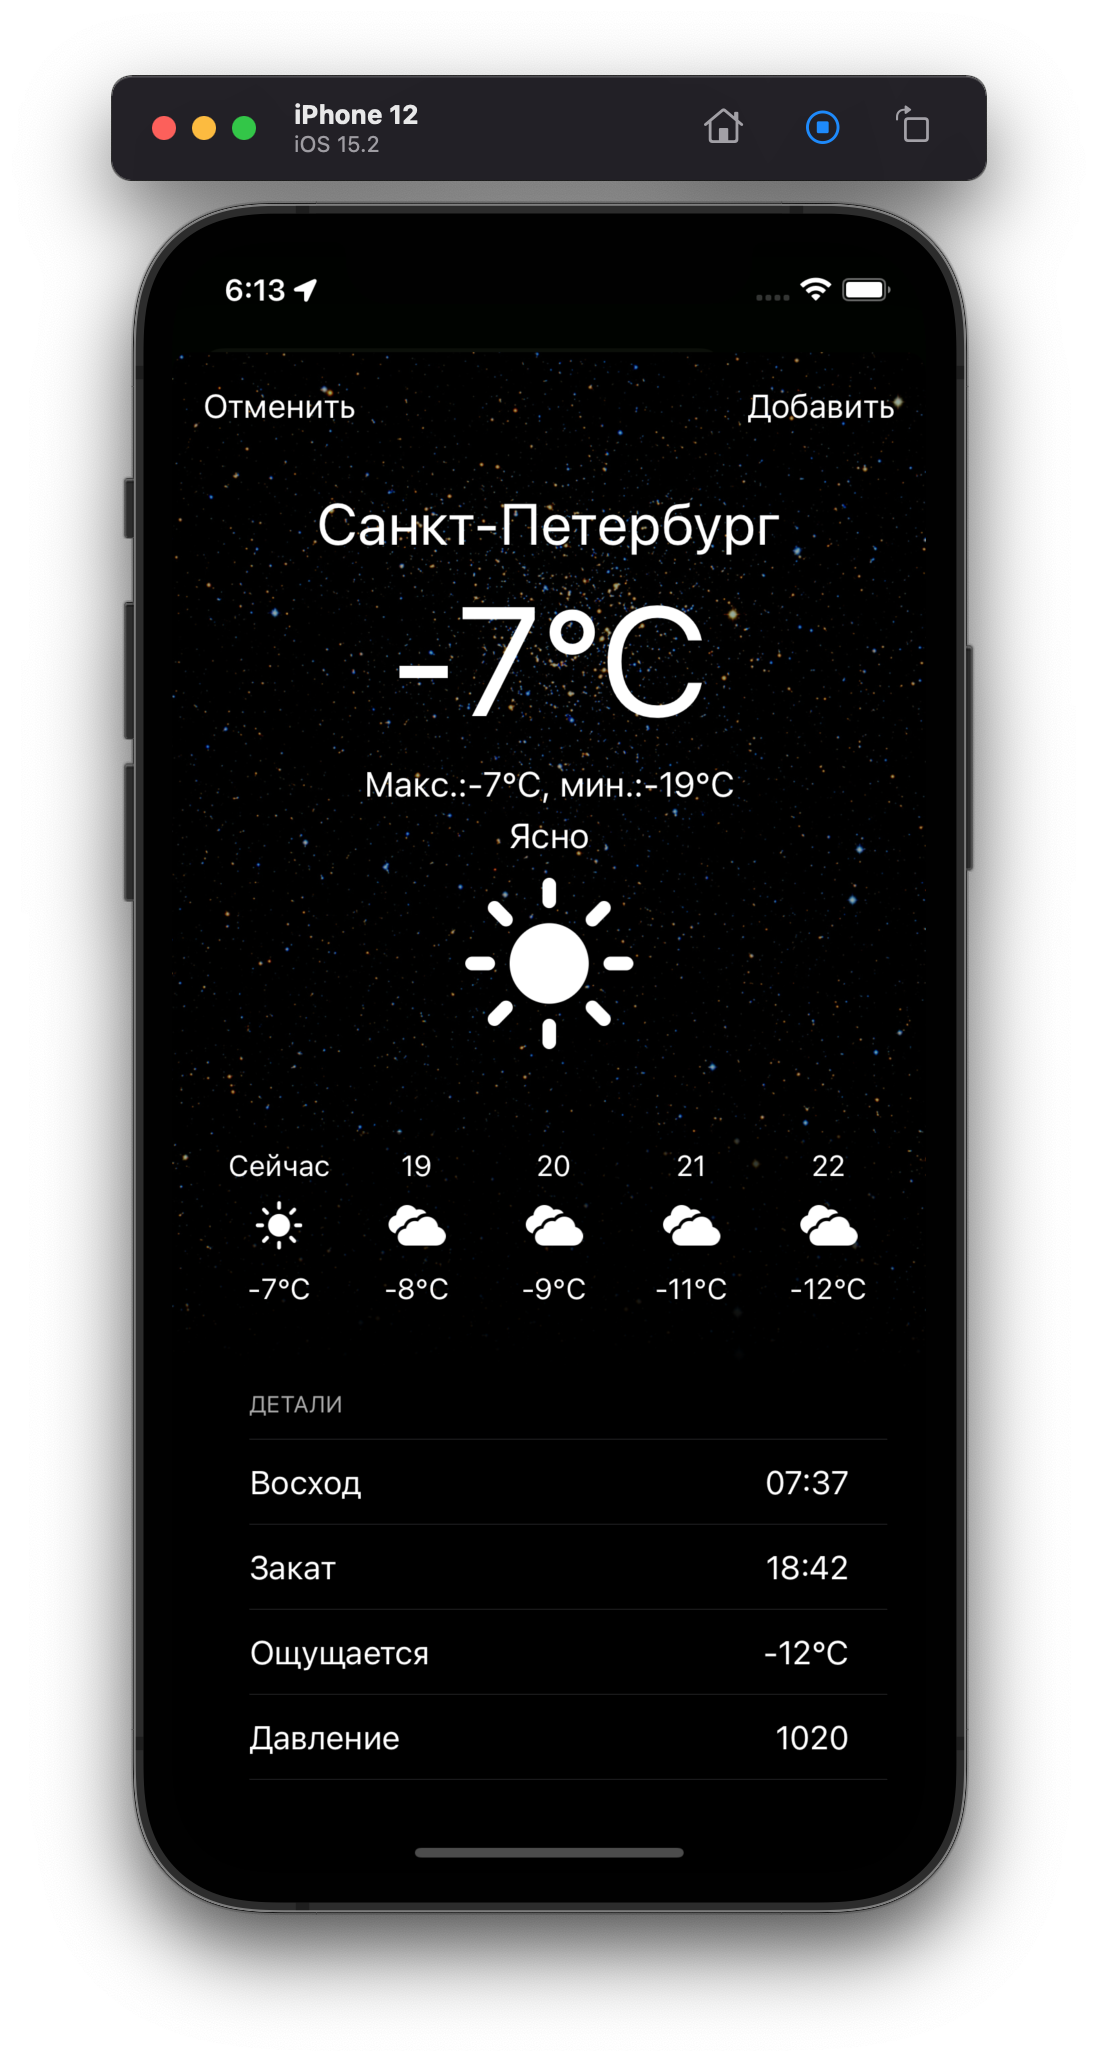 iPhone 12
iOS 15.2
6:13
Отменить Добавить
Санкт-Петербург
-7°C
Макс.:-7°C, мин.:-19°C
Ясно
Сейчас 19 20 21 22
-7°C -8°C -9°C -11°C -12°C
ДЕТАЛИ
Восход 07:37
Закат 18:42
Ощущается -12°C
Давление 1020